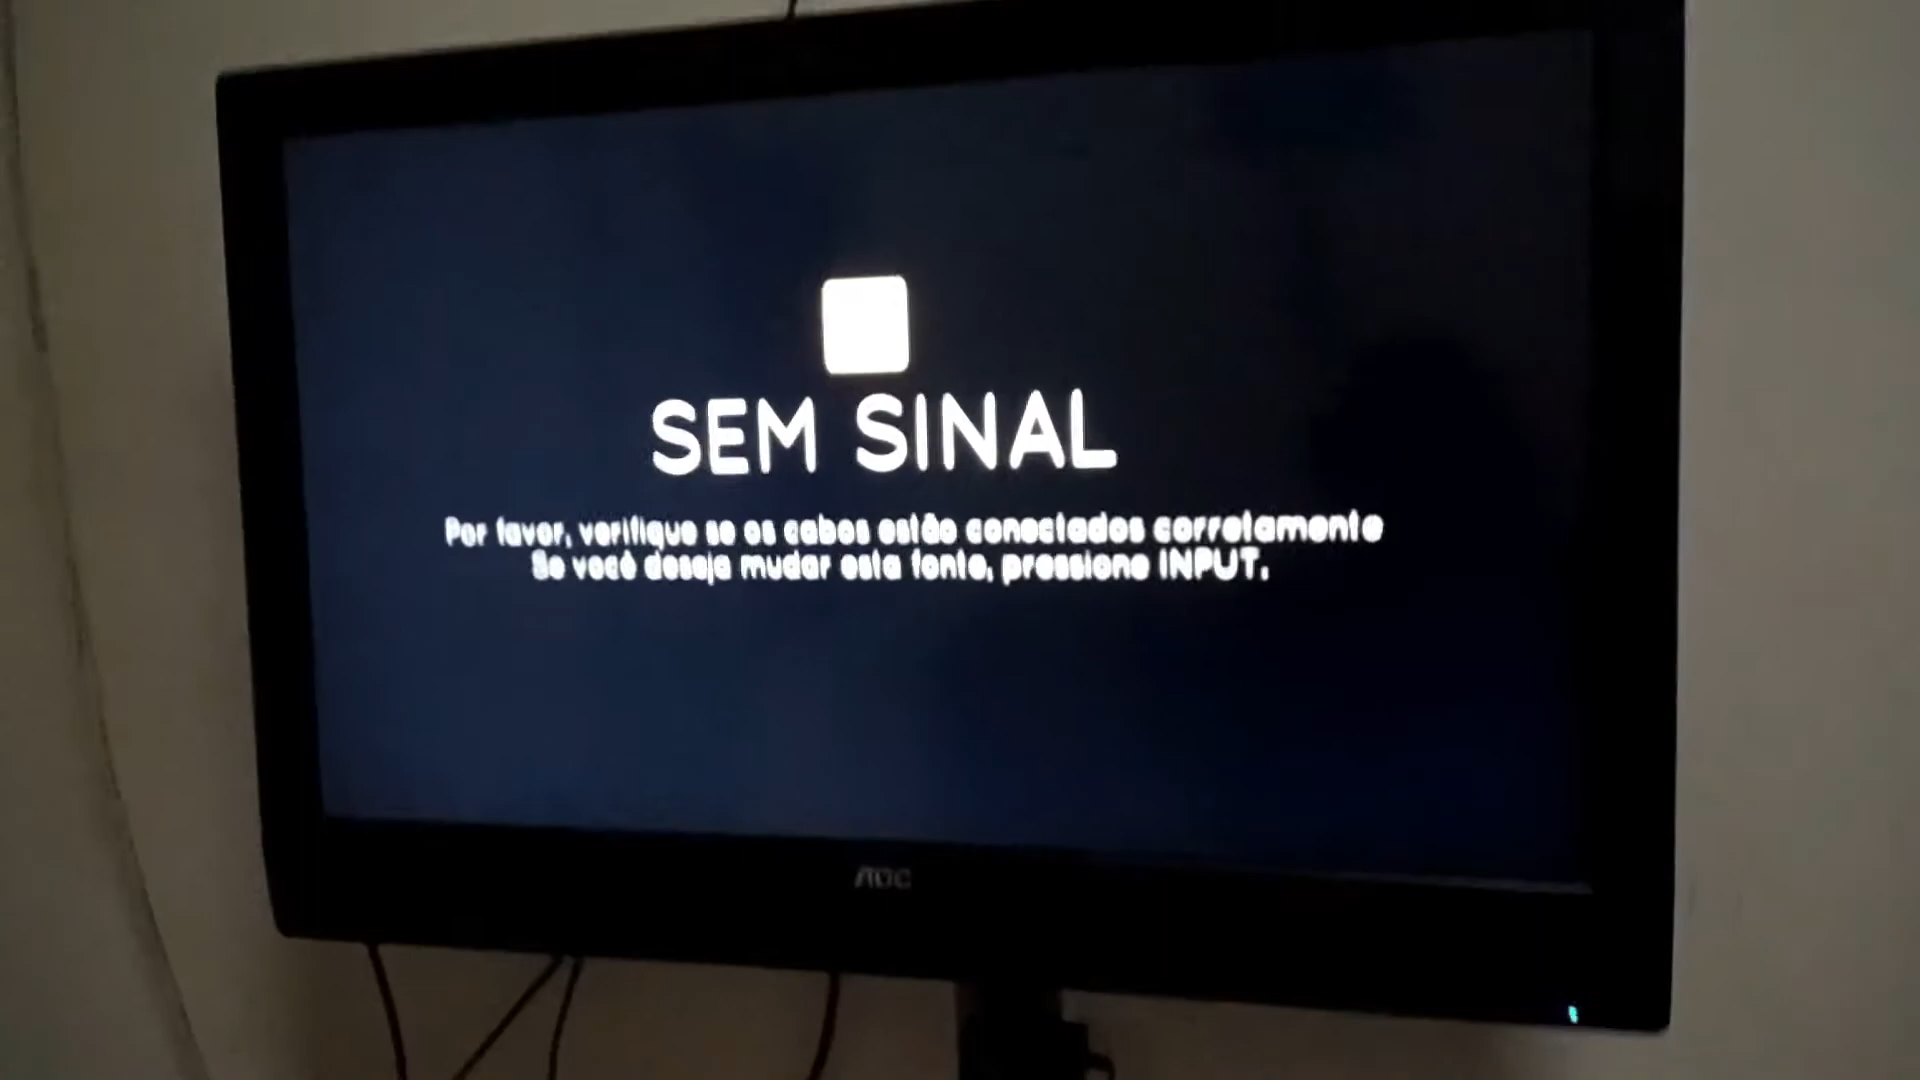 SEM SINAL
Por favor, verifique se os cabos estão conectados corretamente
Se você deseja mudar esta fonte, pressione INPUT.
AOC